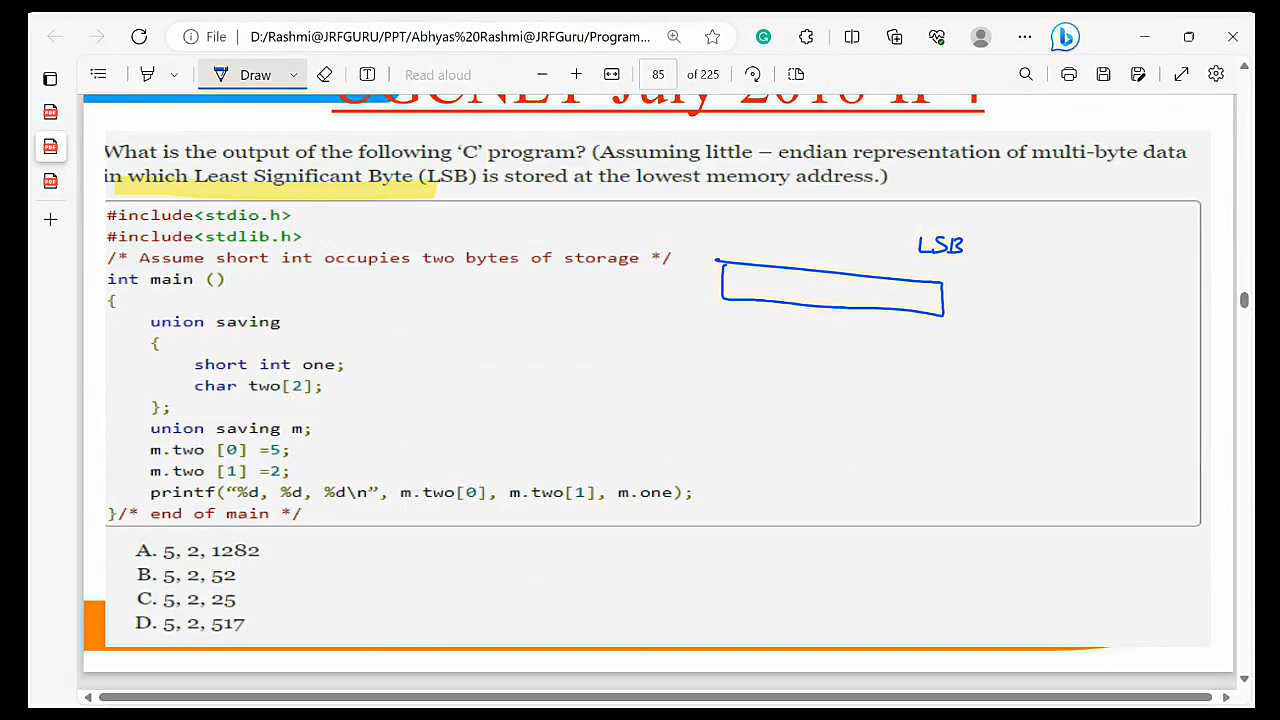 File D:/Rashmi@JRFGURU/PPT/Abhyas%20Rashmi@JRFGuru/Program...
Draw Read aloud 85 of 225
What is the output of the following ‘C’ program? (Assuming little – endian representation of multi-byte data
in which Least Significant Byte (LSB) is stored at the lowest memory address.)
#include<stdio.h>
#include<stdlib.h>
LSB
/* Assume short int occupies two bytes of storage */
int main ()
{
union saving
{
short int one;
char two[2];
};
union saving m;
m.two [0] =5;
m.two [1] =2;
printf(“%d, %d, %d\n”, m.two[0], m.two[1], m.one);
}/* end of main */
A. 5, 2, 1282
B. 5, 2, 52
C. 5, 2, 25
D. 5, 2, 517